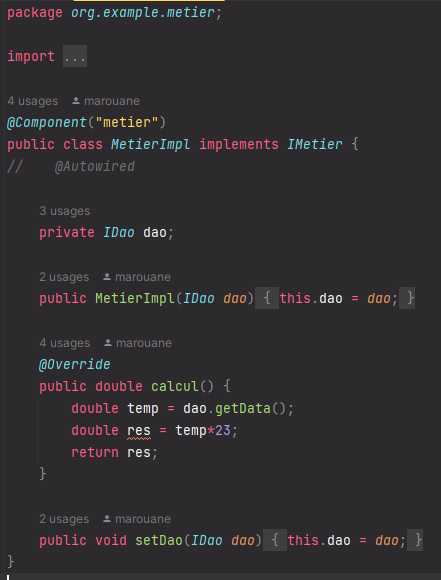 package org.example.metier;
import ...
4 usages marouane
@Component("metier")
public class MetierImpl implements IMetier {
// @Autowired
3 usages
private IDao dao;
2 usages marouane
public MetierImpl(IDao dao) { this.dao = dao; }
4 usages marouane
@Override
public double calcul() {
double temp = dao.getData();
double res = temp*23;
return res;
}
2 usages marouane
public void setDao(IDao dao) { this.dao = dao; }
}